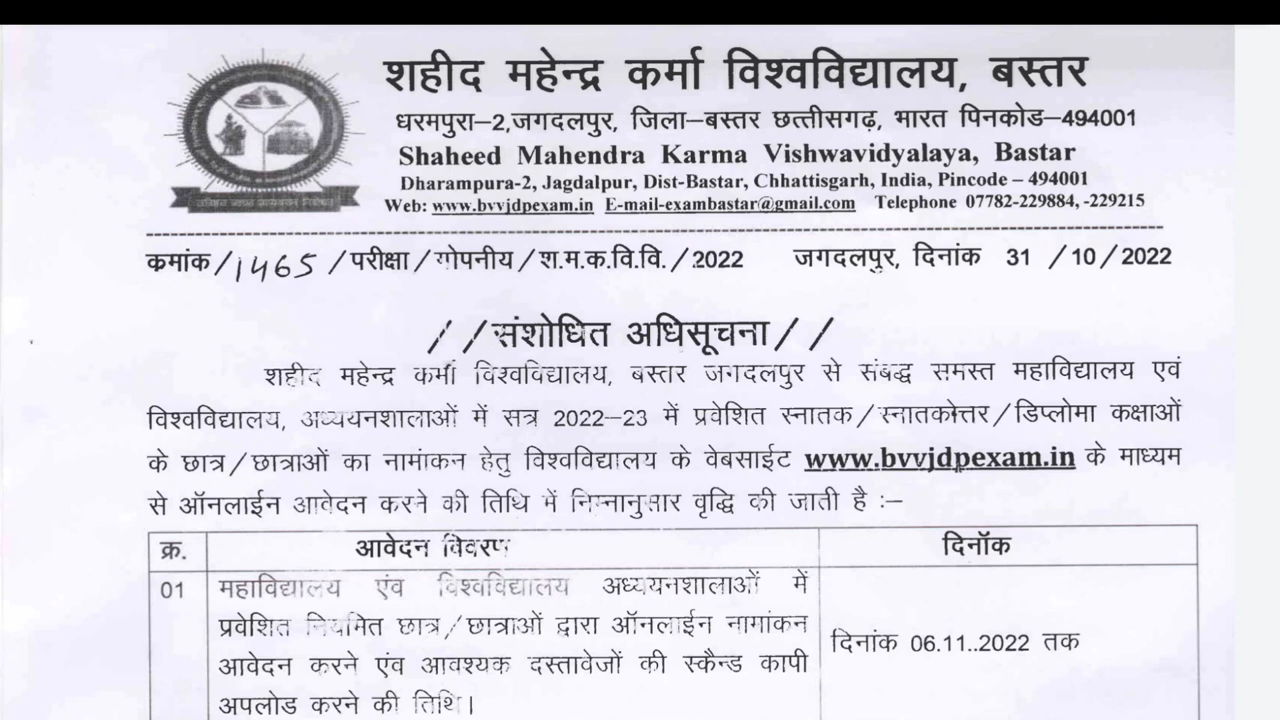 शहीद महेन्द्र कर्मा विश्वविद्यालय, बस्तर
धरमपुरा–2,जगदलपुर, जिला–बस्तर छत्तीसगढ़, भारत पिनकोड–494001
Shaheed Mahendra Karma Vishwavidyalaya, Bastar
Dharampura-2, Jagdalpur, Dist-Bastar, Chhattisgarh, India, Pincode – 494001
Web: www.bvvjdpexam.in E-mail-exambastar@gmail.com Telephone 07782-229884, -229215
कमांक/1465/परीक्षा/गोपनीय/श.म.क.वि.वि./2022 जगदलपुर, दिनांक 31 /10/2022
//संशोधित अधिसूचना//
शहीद महेन्द्र कर्मा विश्वविद्यालय, बस्तर जगदलपुर से संबद्ध समस्त महाविद्यालय एवं
विश्वविद्यालय, अध्ययनशालाओं में सत्र 2022–23 में प्रवेशित स्नातक/स्नातकोत्तर/डिप्लोमा कक्षाओं
के छात्र/छात्राओं का नामांकन हेतु विश्वविद्यालय के वेबसाईट www.bvvjdpexam.in के माध्यम
से ऑनलाईन आवेदन करने की तिथि में निम्नानुसार वृद्धि की जाती है :–
क्र. आवेदन विवरण दिनॉक
01 महाविद्यालय एंव विश्वविद्यालय अध्ययनशालाओं में
प्रवेशित नियमित छात्र/छात्राओं द्वारा ऑनलाईन नामांकन
दिनांक 06.11..2022 तक
आवेदन करने एंव आवश्यक दस्तावेजों की स्कैन्ड कापी
अपलोड करने की तिथि।